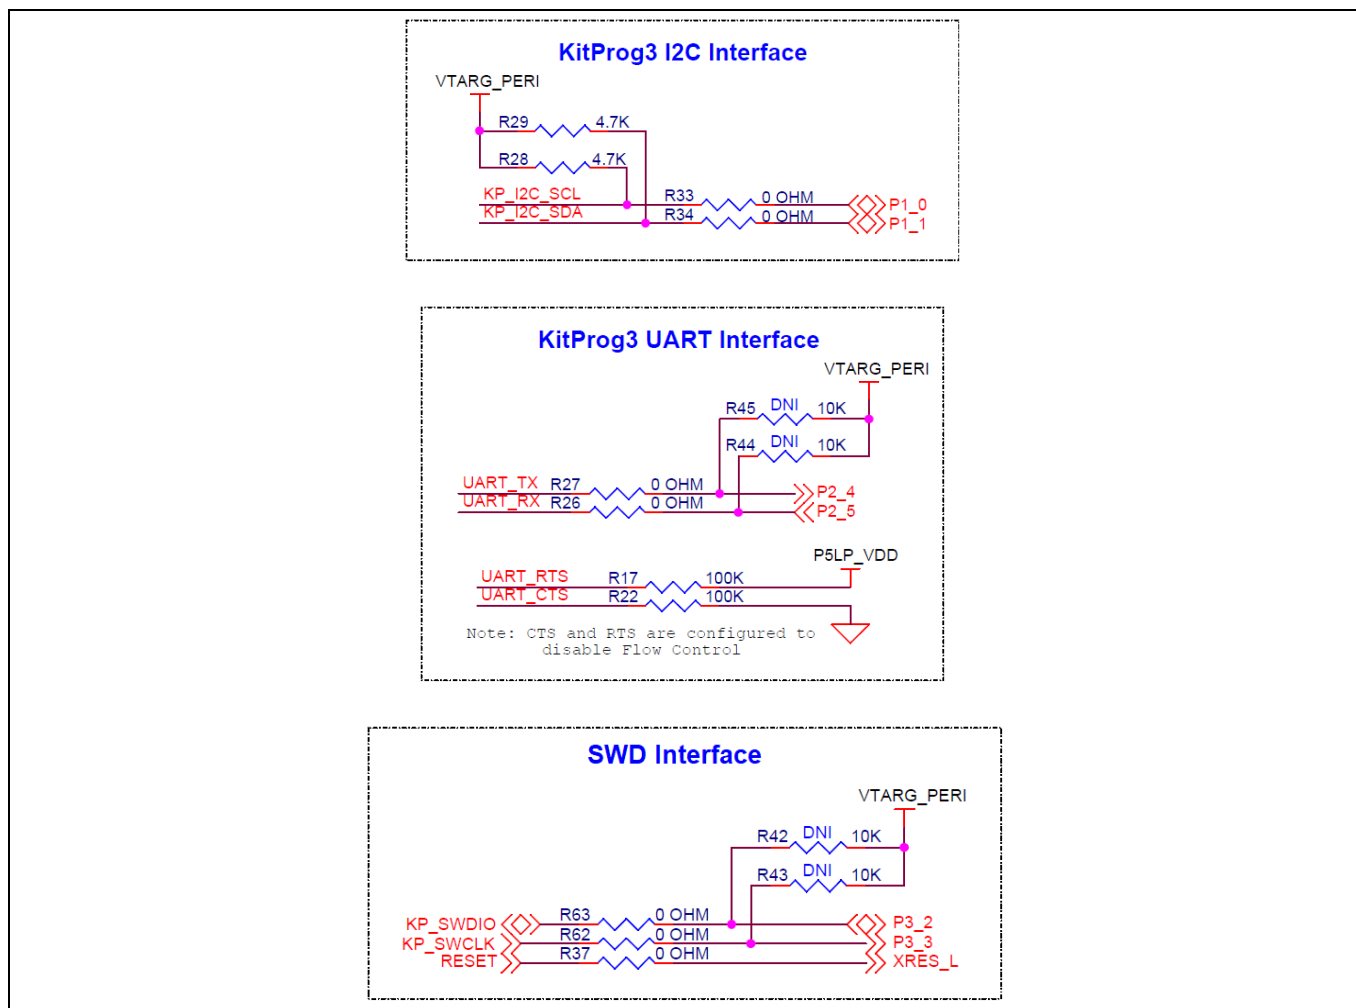 KitProg3 I2C Interface
VTARG_PERI
R29 4.7K
R28 4.7K
KP_I2C_SCL R33 0 OHM P1_0
KP_I2C_SDA R34 0 OHM P1_1
KitProg3 UART Interface
VTARG_PERI
R45 DNI 10K
R44 DNI 10K
UART_TX R27 0 OHM P2_4
UART_RX R26 0 OHM P2_5
P5LP_VDD
UART_RTS R17 100K
UART_CTS R22 100K
Note: CTS and RTS are configured to
disable Flow Control
SWD Interface
VTARG_PERI
R42 DNI 10K
R43 DNI 10K
KP_SWDIO R63 0 OHM P3_2
KP_SWCLK R62 0 OHM P3_3
RESET R37 0 OHM XRES_L